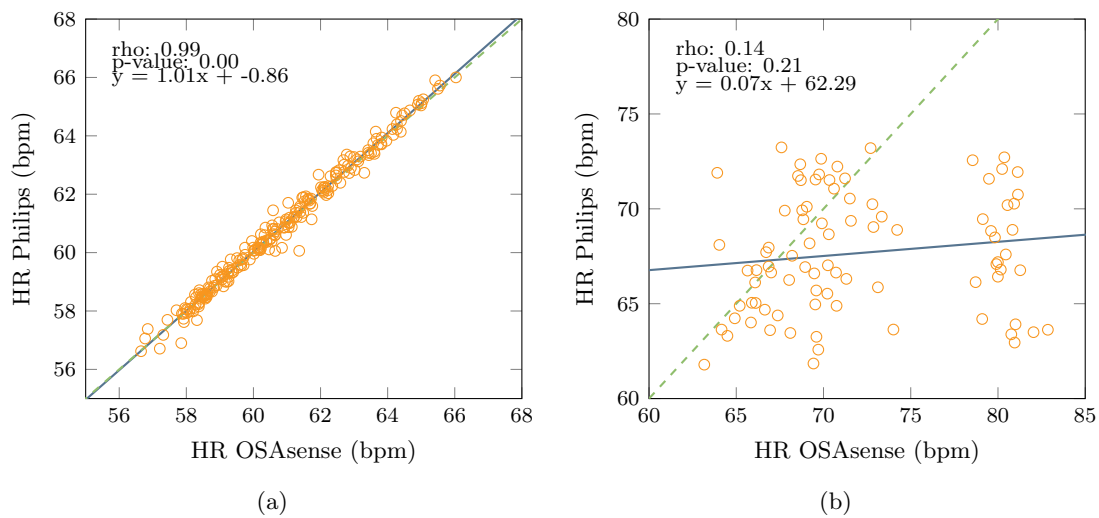 68
66
64
62
60
58
56
HR Philips (bpm)
rho: 0.99
p-value: 0.00
y = 1.01x + -0.86
56 58 60 62 64 66 68
HR OSAsense (bpm)
(a)
80
75
70
65
60
HR Philips (bpm)
rho: 0.14
p-value: 0.21
y = 0.07x + 62.29
60 65 70 75 80 85
HR OSAsense (bpm)
(b)